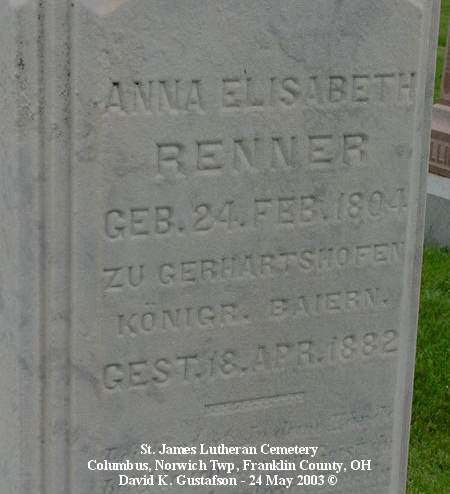 ANNA ELISABETH
RENNER
GEB. 24. FEB. 1804
ZU GERHARTSHOFEN
KÖNIGR. BAIERN.
GEST. 18. APR. 1882
St. James Lutheran Cemetery
Columbus, Norwich Twp, Franklin County, OH
David K. Gustafson - 24 May 2003 ©